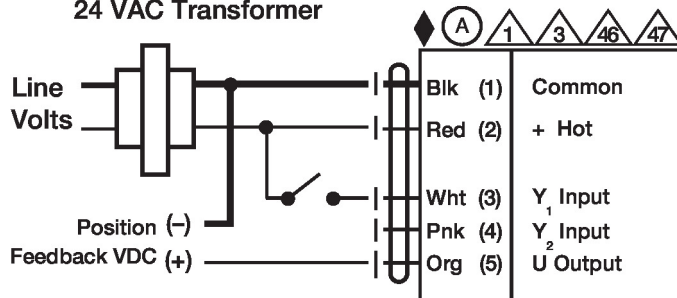 24 VAC Transformer
A 1 3 46 47
Line Volts
Blk (1) Common
Red (2) + Hot
Wht (3) Y1 Input
Position (–)
Pnk (4) Y2 Input
Feedback VDC (+)
Org (5) U Output